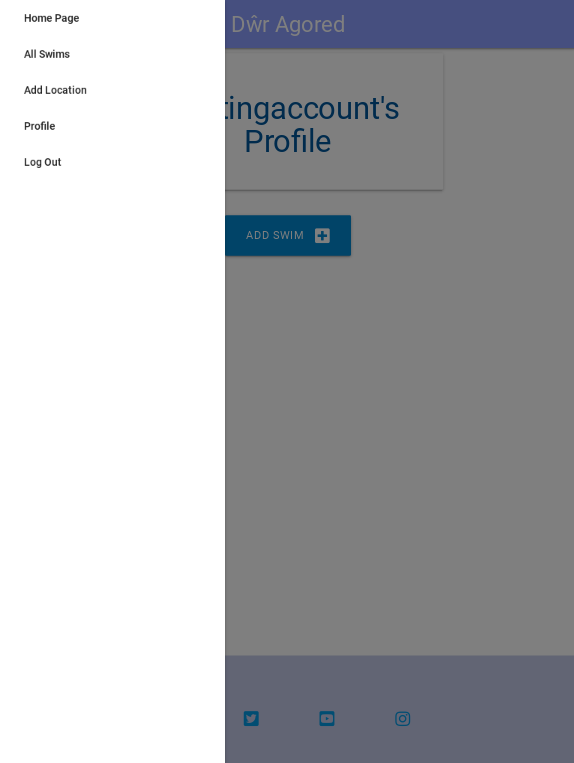 Home Page
All Swims
Add Location
Profile
Log Out
Dŵr Agored
tingaccount's
Profile
ADD SWIM